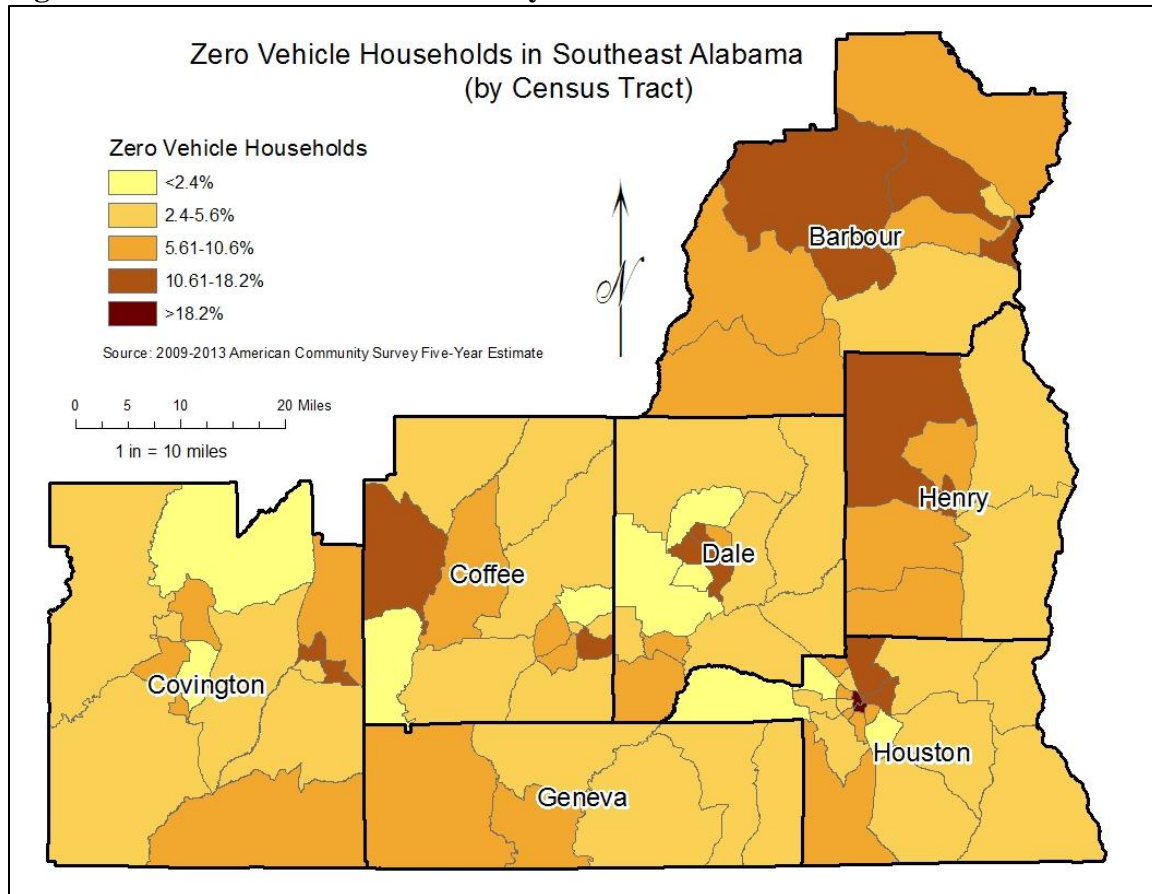 Zero Vehicle Households in Southeast Alabama
(by Census Tract)
Zero Vehicle Households
<2.4%
2.4-5.6%
5.61-10.6%
10.61-18.2%
>18.2%
Source: 2009-2013 American Community Survey Five-Year Estimate
0 5 10 20 Miles
1 in = 10 miles
N
Barbour
Henry
Dale
Coffee
Covington
Houston
Geneva